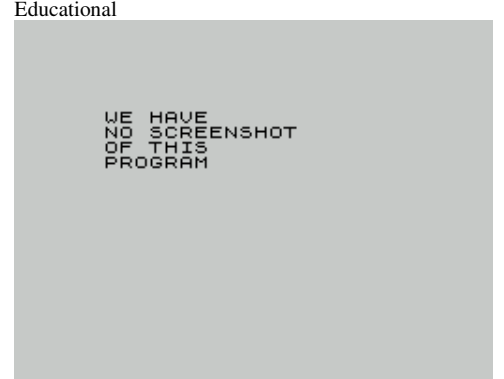 Educational
WE HAVE
NO SCREENSHOT
OF THIS
PROGRAM